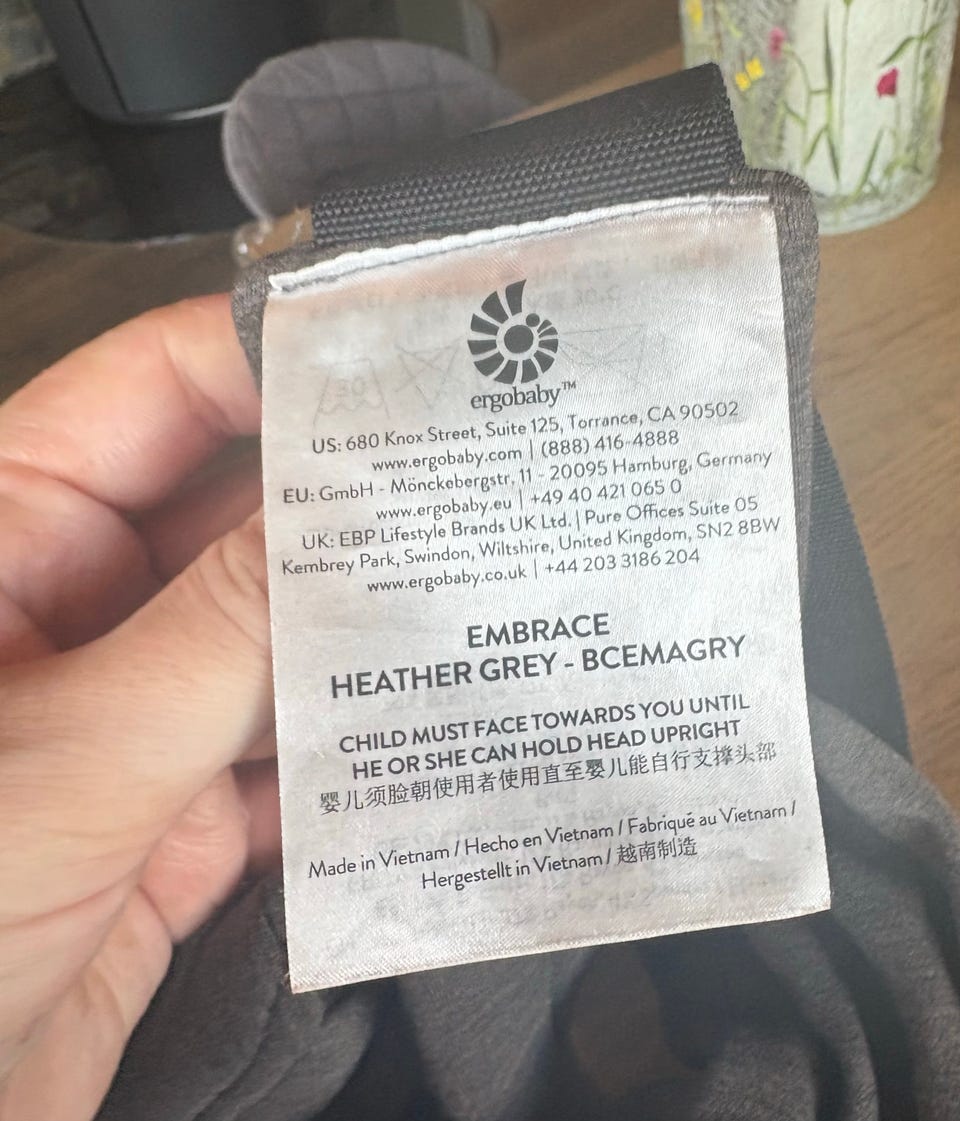 ergobaby™
US: 680 Knox Street, Suite 125, Torrance, CA 90502
www.ergobaby.com | (888) 416-4888
EU: GmbH - Mönckebergstr. 11 - 20095 Hamburg, Germany
www.ergobaby.eu | +49 40 421 065 0
UK: EBP Lifestyle Brands UK Ltd. | Pure Offices Suite 05
Kembrey Park, Swindon, Wiltshire, United Kingdom, SN2 8BW
www.ergobaby.co.uk | +44 203 3186 204
EMBRACE
HEATHER GREY - BCEMAGRY
CHILD MUST FACE TOWARDS YOU UNTIL
HE OR SHE CAN HOLD HEAD UPRIGHT
婴儿须脸朝使用者使用直至婴儿能自行支撑头部
Made in Vietnam / Hecho en Vietnam / Fabriqué au Vietnam /
Hergestellt in Vietnam / 越南制造